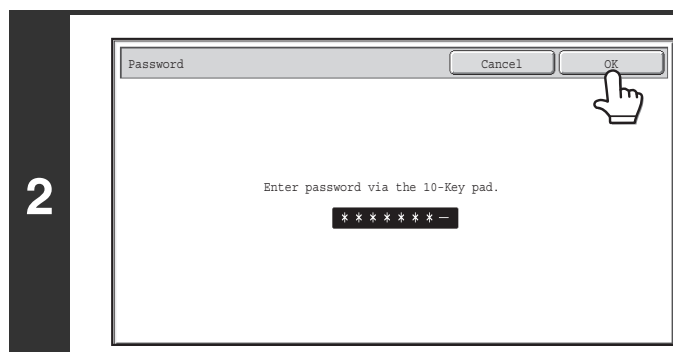 Password
Cancel
OK
2
Enter password via the 10-Key pad.
*******–